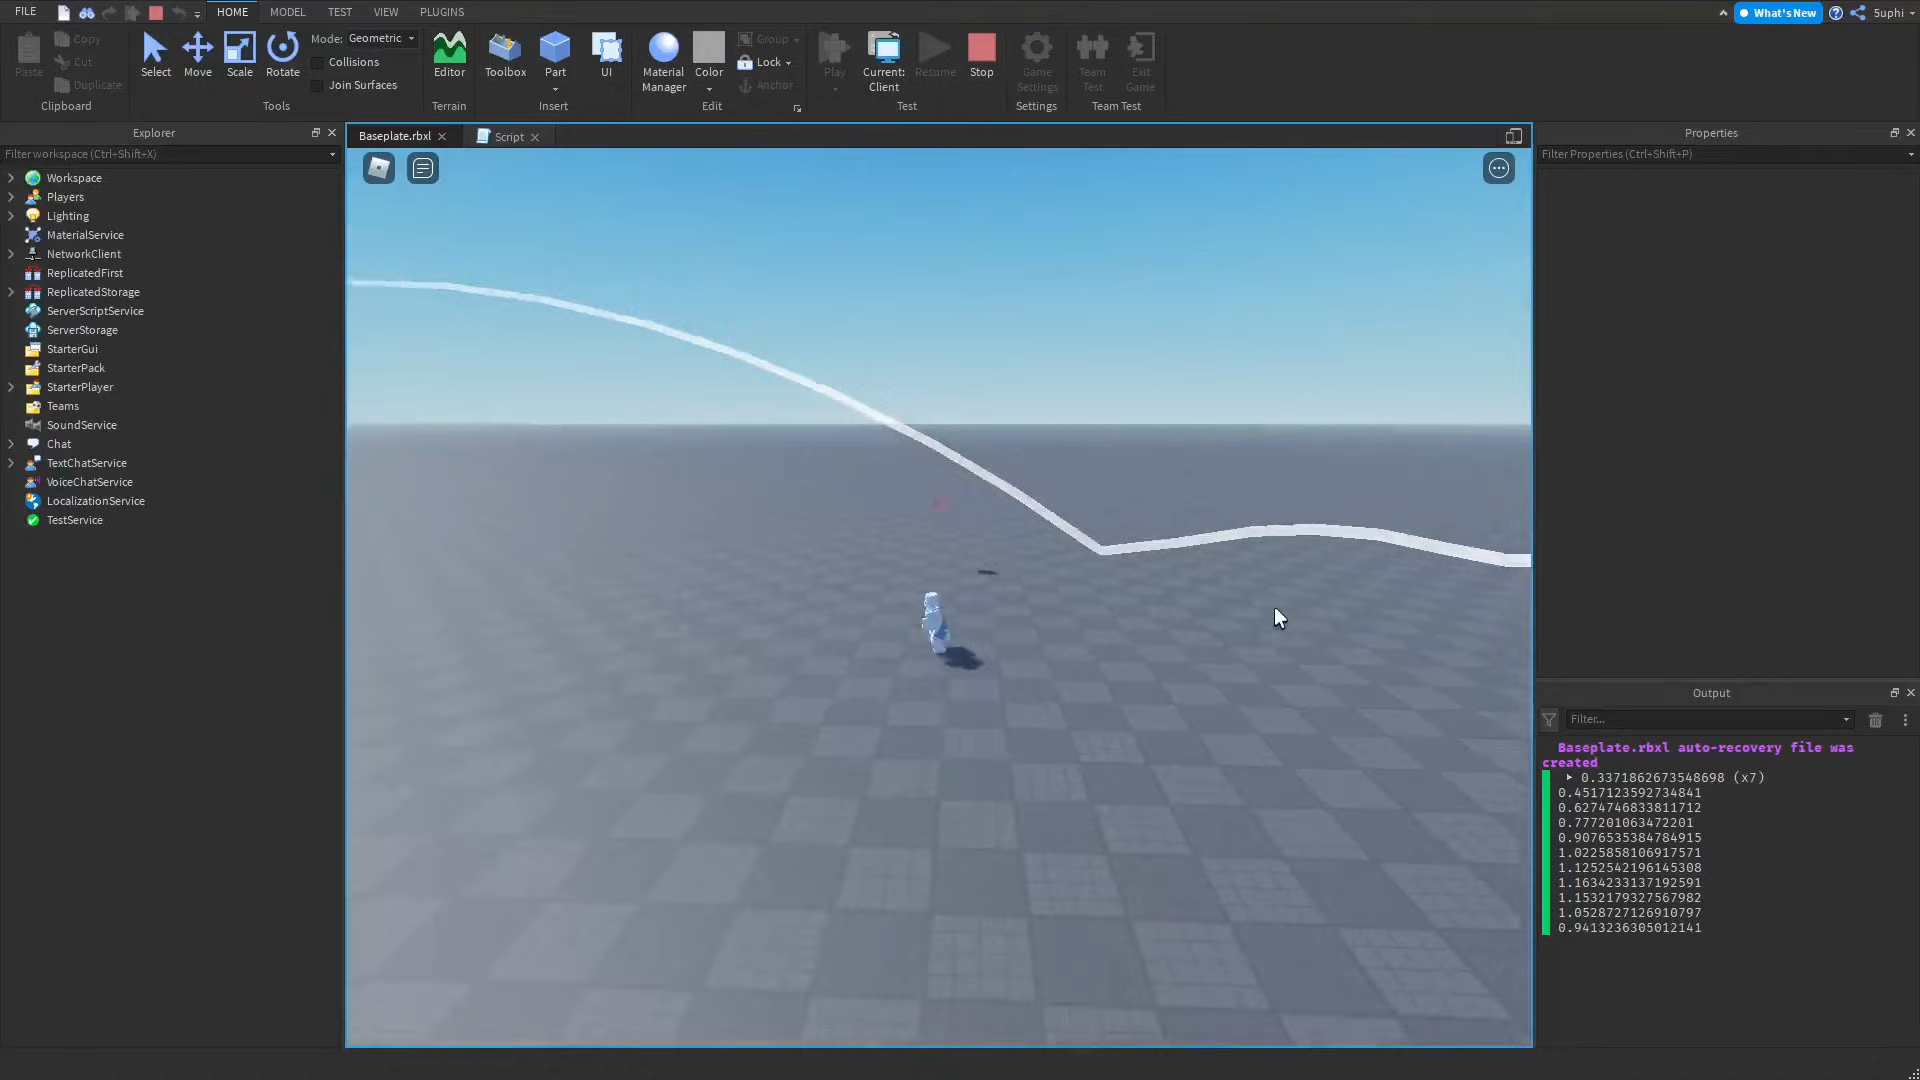 FILE
HOME
MODEL
TEST
VIEW
PLUGINS
What's New
5uphi
Paste
Copy
Cut
Duplicate
Clipboard
Select
Move
Scale
Rotate
Mode: Geometric
Collisions
Join Surfaces
Tools
Editor
Terrain
Toolbox
Part
UI
Insert
Material
Manager
Color
Group
Lock
Anchor
Edit
Play
Current:
Client
Resume
Stop
Test
Game
Settings
Settings
Team
Test
Exit
Game
Team Test
Explorer
Filter workspace (Ctrl+Shift+X)
Workspace
Players
Lighting
MaterialService
NetworkClient
ReplicatedFirst
ReplicatedStorage
ServerScriptService
ServerStorage
StarterGui
StarterPack
StarterPlayer
Teams
SoundService
Chat
TextChatService
VoiceChatService
LocalizationService
TestService
Baseplate.rbxl
Script
Properties
Filter Properties (Ctrl+Shift+P)
Output
Filter...
Baseplate.rbxl auto-recovery file was
created
0.3371862673548698 (x7)
0.4517123592734841
0.6274746833811712
0.777201063472201
0.9076535384784915
1.0225858106917571
1.1252542196145308
1.1634233137192591
1.1532179327567982
1.0528727126910797
0.9413236305012141